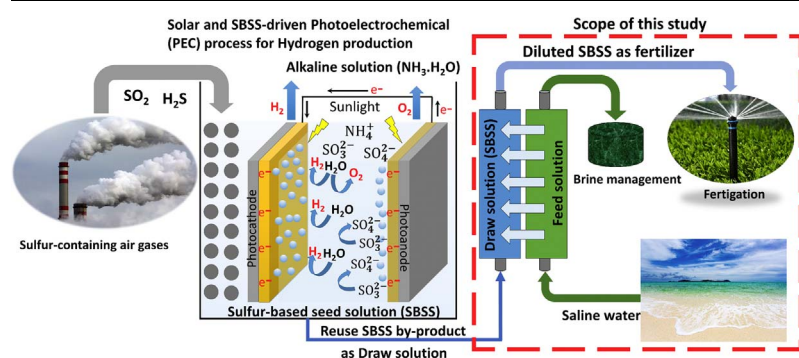 Solar and SBSS-driven Photoelectrochemical
(PEC) process for Hydrogen production
Scope of this study
Alkaline solution (NH₃.H₂O)
Diluted SBSS as fertilizer
SO₂ H₂S
H₂
e⁻
O₂
e⁻
Sunlight
NH₄⁺
SO₃²⁻
SO₄²⁻
H₂ H₂O
O₂
e⁻
e⁻
H₂
H₂O
e⁻
e⁻
SO₄²⁻
SO₃²⁻
H₂ H₂O
e⁻
e⁻
SO₄²⁻
SO₃²⁻
e⁻
e⁻
Photocathode
Photoanode
Draw solution (SBSS)
Feed solution
Brine management
Fertigation
Sulfur-containing air gases
Sulfur-based seed solution (SBSS)
Saline water
Reuse SBSS by-product
as Draw solution